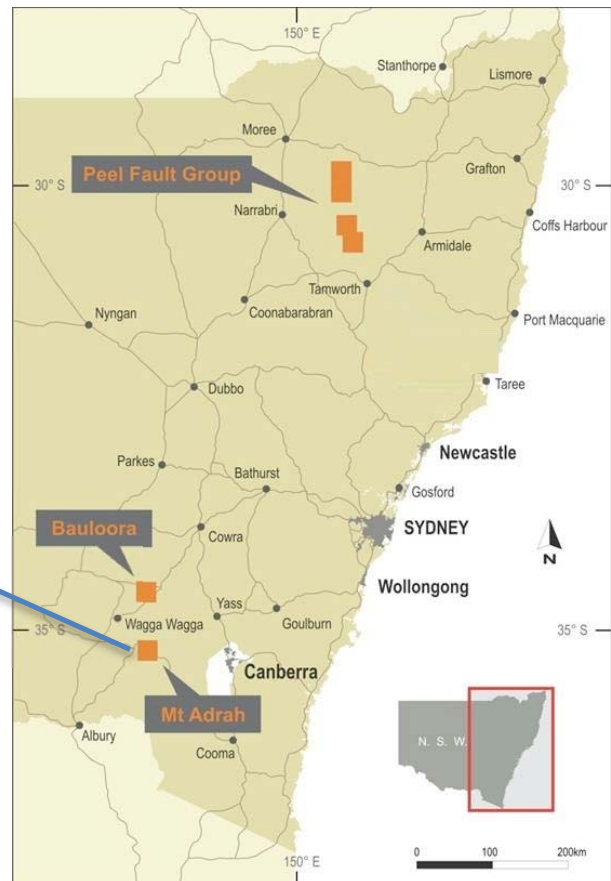 150° E
Stanthorpe
Lismore
Moree
Peel Fault Group
Grafton
30° S
30° S
Narrabri
Coffs Harbour
Armidale
Tamworth
Nyngan
Coonabarabran
Port Macquarie
Taree
Dubbo
Newcastle
Parkes
Bathurst
Gosford
Bauloora
Cowra
SYDNEY
N
Wollongong
Yass
Wagga Wagga
Goulburn
35° S
35° S
Canberra
Mt Adrah
Albury
N. S. W.
Cooma
0 100 200km
150° E